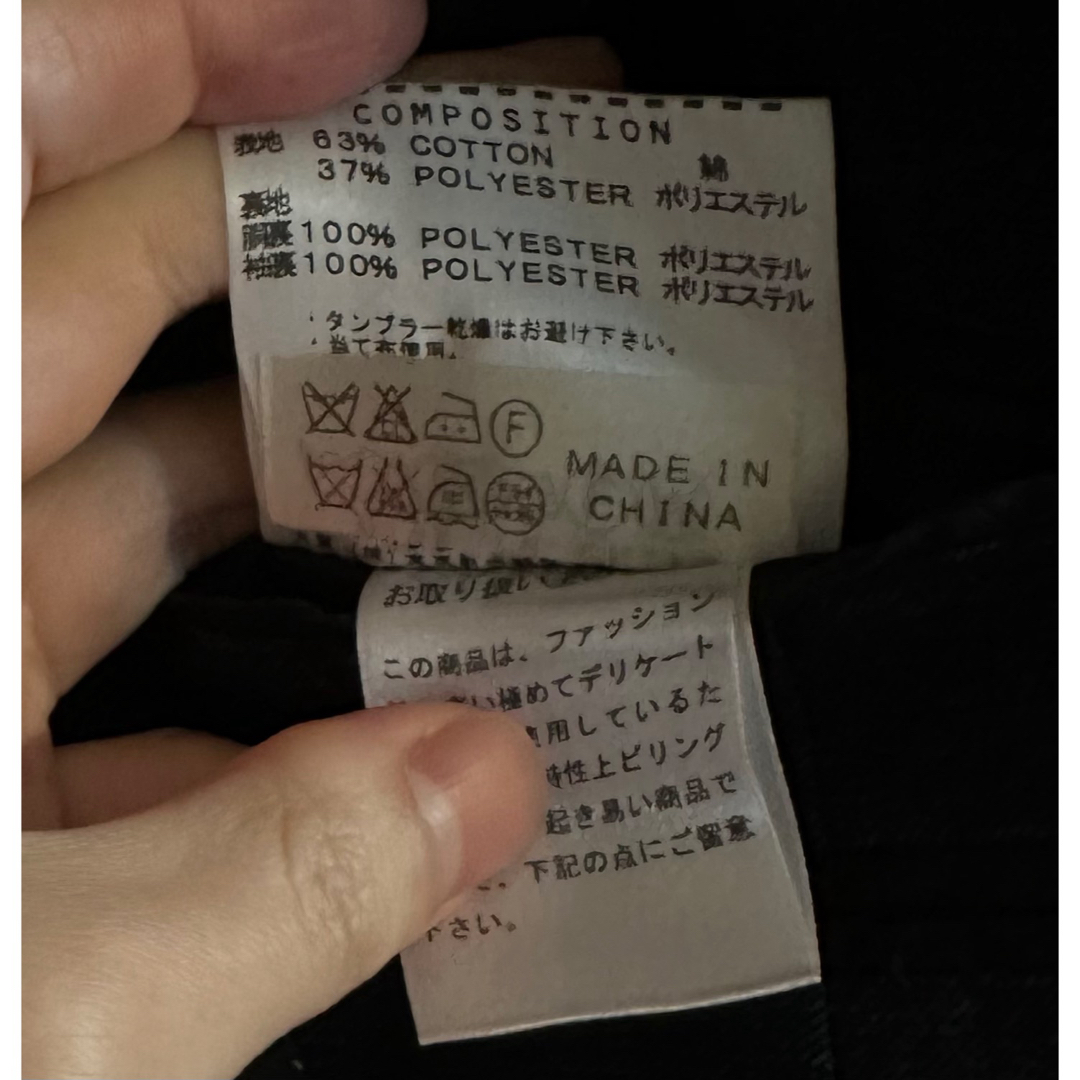 COMPOSITION
表地 63% COTTON 綿
37% POLYESTER ポリエステル
裏地
胴裏 100% POLYESTER ポリエステル
袖裏 100% POLYESTER ポリエステル
・タンブラー乾燥はお避け下さい。
・当て布使用。
F
MADE IN
CHINA
お取り扱い
この商品は、ファッション
い極めてデリケート
用しているた
特性上ピリング
起き易い商品で
、下記の点にご留意
下さい。